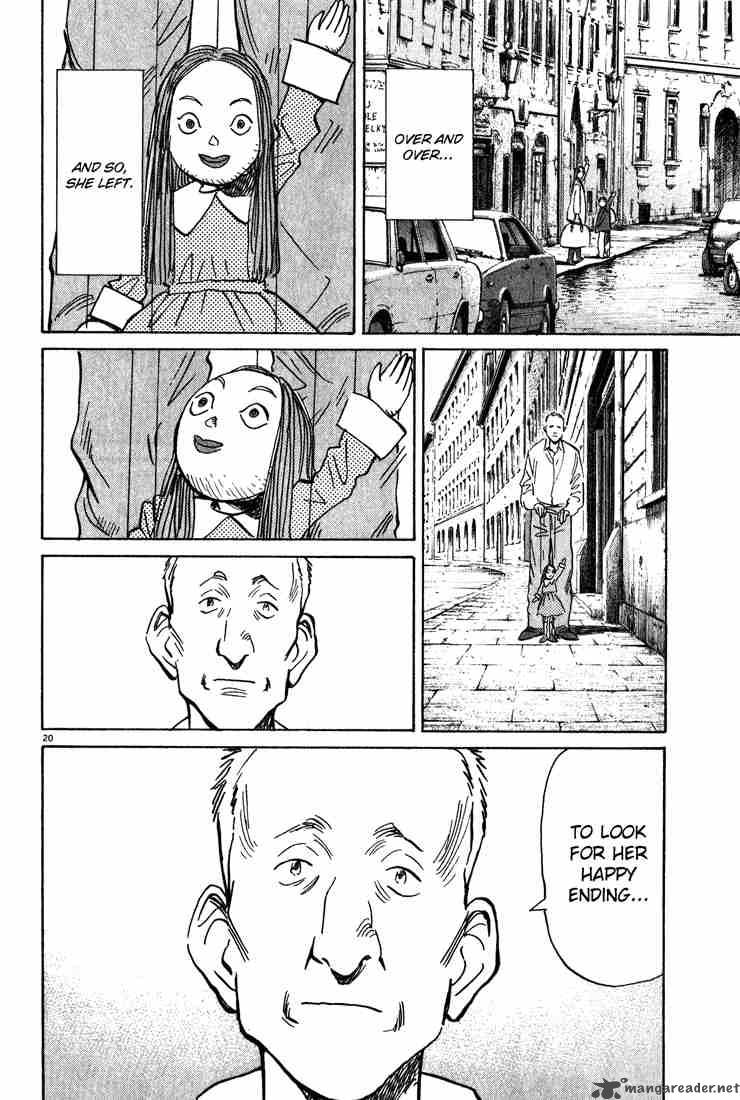 OVER AND
OVER...
AND SO,
SHE LEFT.
20
TO LOOK
FOR HER
HAPPY
ENDING...
mangareader.net